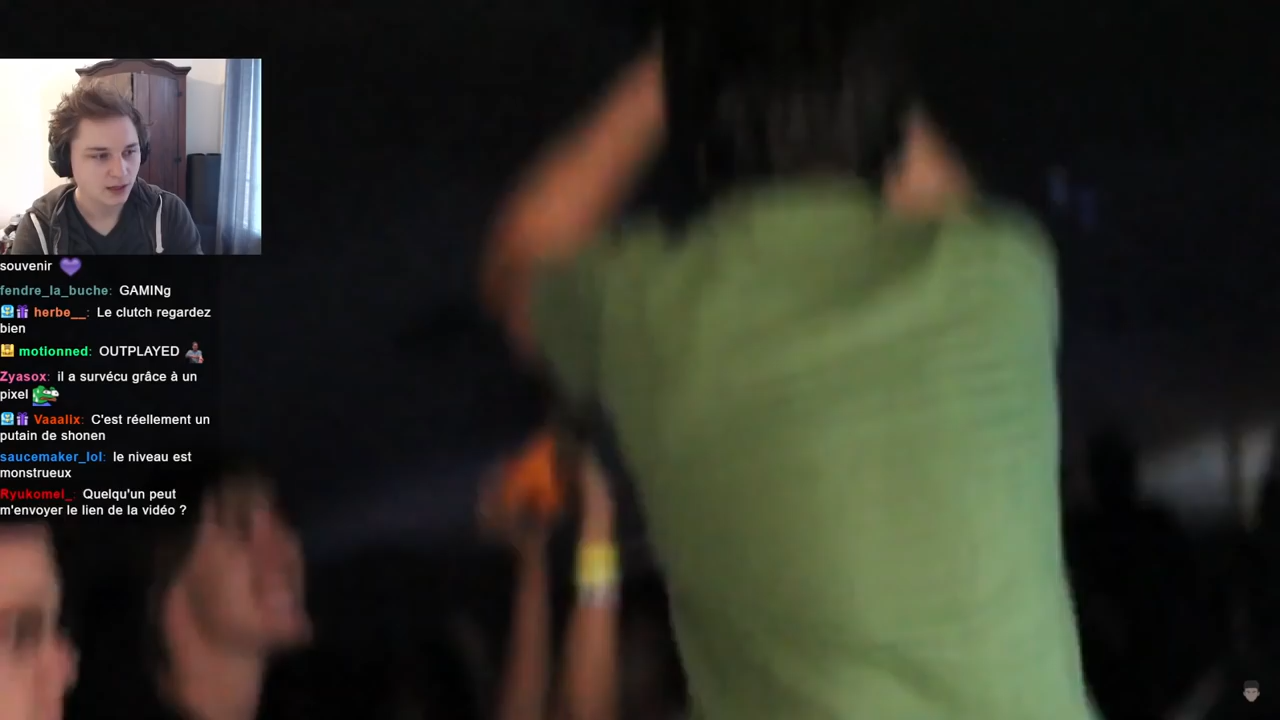 souvenir
fendre_la_buche: GAMINg
herbe__: Le clutch regardez
bien
motionned: OUTPLAYED
Zyasox: il a survécu grâce à un
pixel
Vaaalix: C'est réellement un
putain de shonen
saucemaker_lol: le niveau est
monstrueux
Ryukomel_: Quelqu'un peut
m'envoyer le lien de la vidéo ?